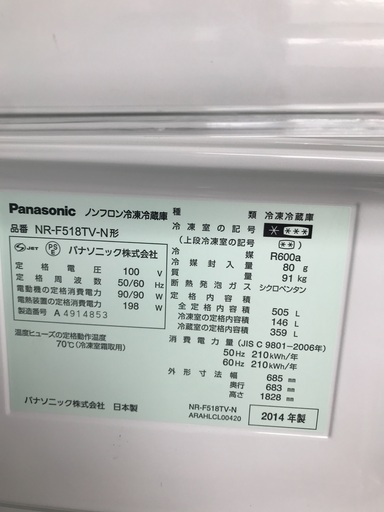 Panasonic ノンフロン冷凍冷蔵庫
品番 NR-F518TV-N形
JET PS E パナソニック株式会社
定格電圧 100 V
定格周波数 50/60 Hz
電動機の定格消費電力 90/90 W
電熱装置の定格消費電力 198 W
製造番号 A 4914853
温度ヒューズの定格動作温度
70℃(冷凍室霜取用)
パナソニック株式会社 日本製
種類 冷凍冷蔵庫
冷凍室の記号 * ***
(上段冷凍室の記号) **
冷媒 R600a
冷媒封入量 80 g
質量 91 kg
断熱発泡ガス シクロペンタン
定格内容積
全定格内容積 505 L
冷凍室の定格内容積 146 L
冷蔵室の定格内容積 359 L
消費電力量 (JIS C 9801-2006年)
50Hz 210kWh/年
60Hz 210kWh/年
外形寸法 幅 685 mm
奥行 683 mm
高さ 1828 mm
NR-F518TV-N
ARAHLCL00420
2014年製